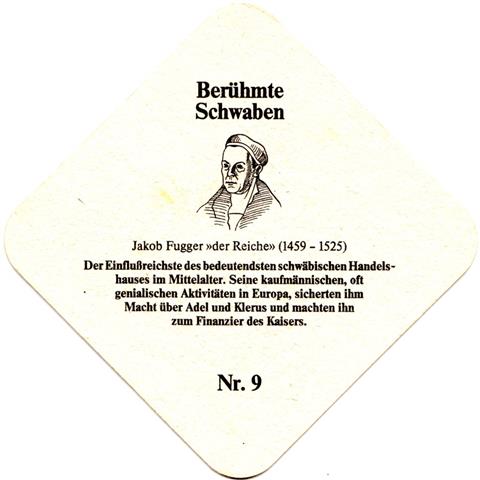 Berühmte
Schwaben
Jakob Fugger »der Reiche» (1459 – 1525)
Der Einflußreichste des bedeutendsten schwäbischen Handels-
hauses im Mittelalter. Seine kaufmännischen, oft
genialischen Aktivitäten in Europa, sicherten ihm
Macht über Adel und Klerus und machten ihn
zum Finanzier des Kaisers.
Nr. 9